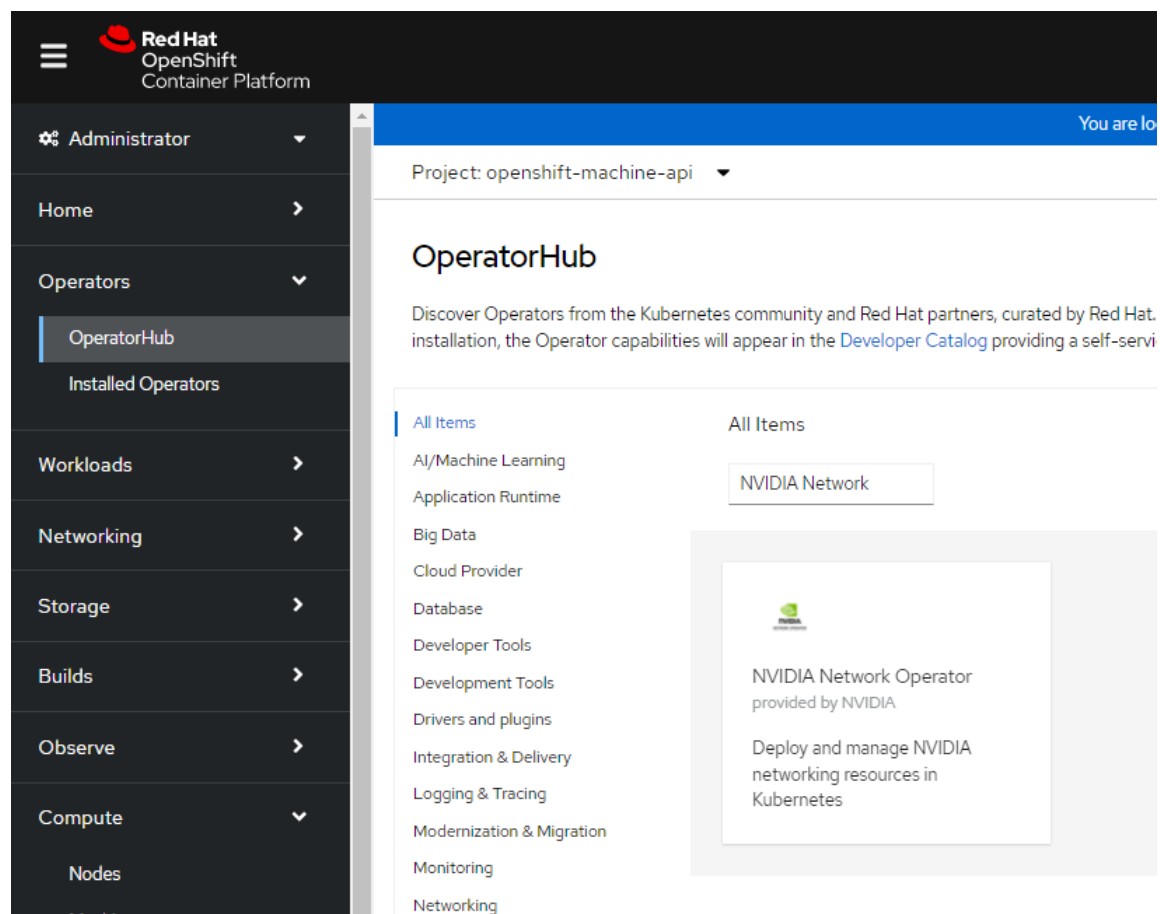 Red Hat
OpenShift
Container Platform
Administrator
Home
Operators
OperatorHub
Installed Operators
Workloads
Networking
Storage
Builds
Observe
Compute
Nodes
You are lo
Project: openshift-machine-api
OperatorHub
Discover Operators from the Kubernetes community and Red Hat partners, curated by Red Hat.
installation, the Operator capabilities will appear in the Developer Catalog providing a self-servi
All Items
AI/Machine Learning
Application Runtime
Big Data
Cloud Provider
Database
Developer Tools
Development Tools
Drivers and plugins
Integration & Delivery
Logging & Tracing
Modernization & Migration
Monitoring
Networking
All Items
NVIDIA Network
NVIDIA
NVIDIA Network Operator
provided by NVIDIA
Deploy and manage NVIDIA
networking resources in
Kubernetes